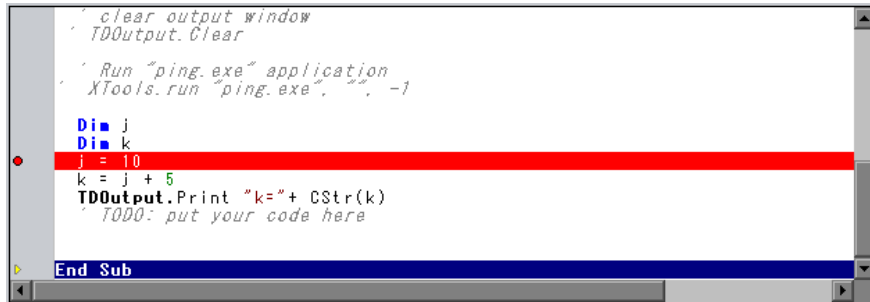 ' clear output window
' TDOutput.Clear
' Run "ping.exe" application
' XTools.run "ping.exe", "", -1
Dim j
Dim k
j = 10
k = j + 5
TDOutput.Print "k="+ CStr(k)
' TODO: put your code here
End Sub